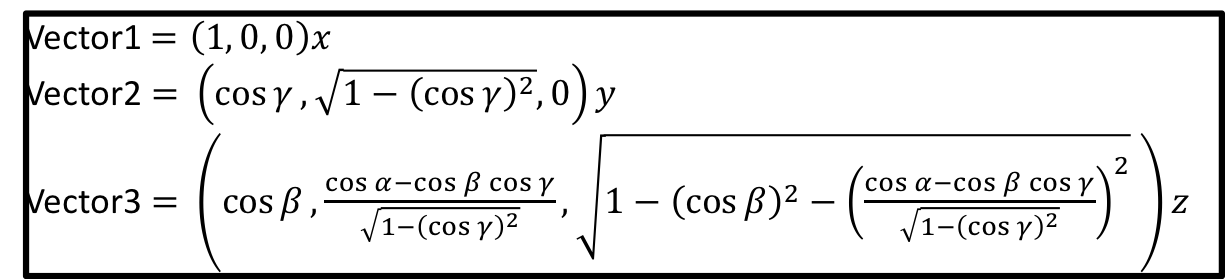 Vector1 = (1, 0, 0)x
Vector2 = (cos γ, √(1 − (cos γ)²), 0) y
Vector3 = (cos β, (cos α−cos β cos γ)/√(1−(cos γ)²), √(1 − (cos β)² − ((cos α−cos β cos γ)/√(1−(cos γ)²))²)) z